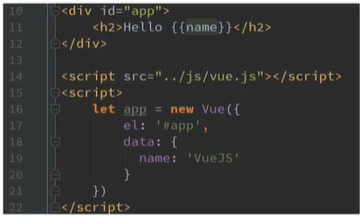 10 <div id="app">
11     <h2>Hello {{name}}</h2>
12 </div>
13
14 <script src="../js/vue.js"></script>
15 <script>
16     let app = new Vue({
17         el: '#app',
18         data: {
19           name: 'VueJS'
20         }
21     })
22 </script>